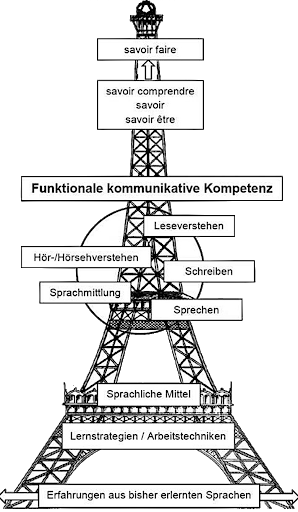 savoir faire
savoir comprendre
savoir
savoir être
Funktionale kommunikative Kompetenz
Leseverstehen
Hör-/Hörsehverstehen
Schreiben
Sprachmittlung
Sprechen
Sprachliche Mittel
Lernstrategien / Arbeitstechniken
Erfahrungen aus bisher erlernten Sprachen